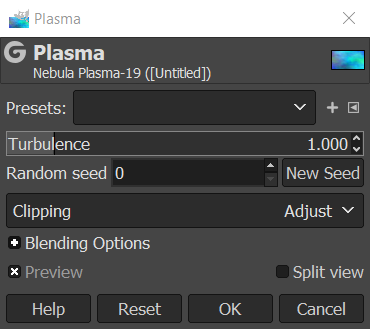 Plasma
G Plasma
Nebula Plasma-19 ([Untitled])
Presets:
Turbulence 1.000
Random seed 0 New Seed
Clipping Adjust
Blending Options
Preview Split view
Help Reset OK Cancel